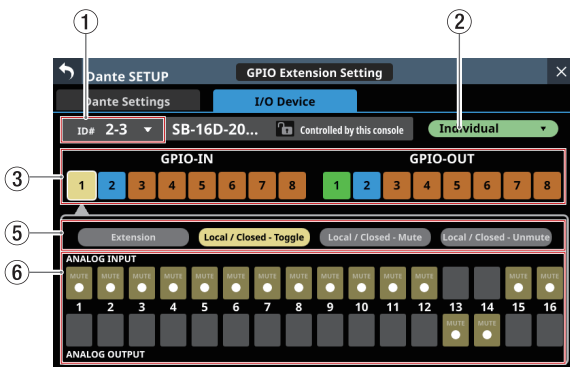 1 2
Dante SETUP GPIO Extension Setting ×
Dante Settings I/O Device
ID# 2-3 ▼ SB-16D-20... Controlled by this console Individual ▼
GPIO-IN GPIO-OUT
3
1 2 3 4 5 6 7 8 1 2 3 4 5 6 7 8
5
Extension Local / Closed - Toggle Local / Closed - Mute Local / Closed - Unmute
6
ANALOG INPUT
MUTE MUTE MUTE MUTE MUTE MUTE MUTE MUTE MUTE MUTE MUTE MUTE MUTE MUTE
1 2 3 4 5 6 7 8 9 10 11 12 13 14 15 16
MUTE MUTE
ANALOG OUTPUT